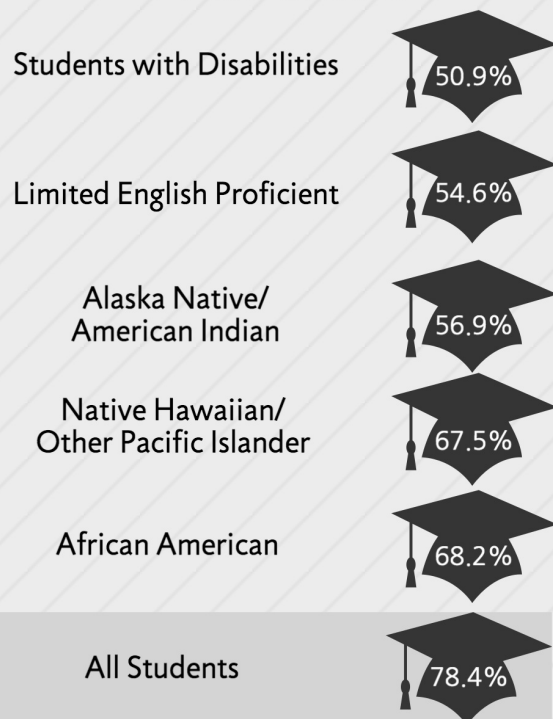 Students with Disabilities 50.9%
Limited English Proficient 54.6%
Alaska Native/
American Indian 56.9%
Native Hawaiian/
Other Pacific Islander 67.5%
African American 68.2%
All Students 78.4%